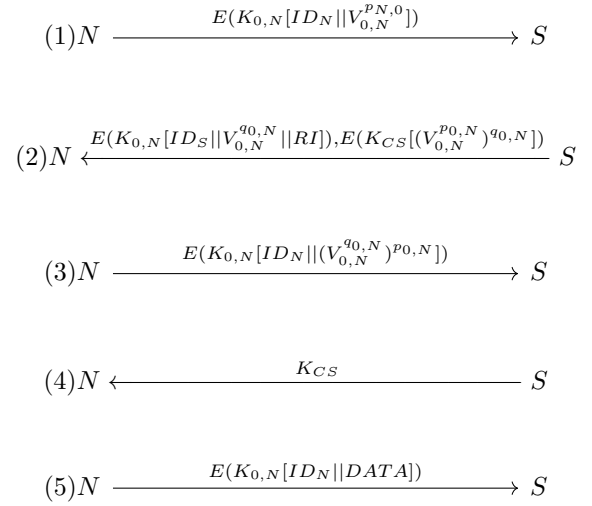 (1)N E(K_{0,N}[ID_N||V_{0,N}^{p_{N,0}}]) S
(2)N E(K_{0,N}[ID_S||V_{0,N}^{q_{0,N}}||RI]),E(K_{CS}[(V_{0,N}^{p_{0,N}})^{q_{0,N}}]) S
(3)N E(K_{0,N}[ID_N||(V_{0,N}^{q_{0,N}})^{p_{0,N}}]) S
(4)N K_{CS} S
(5)N E(K_{0,N}[ID_N||DATA]) S